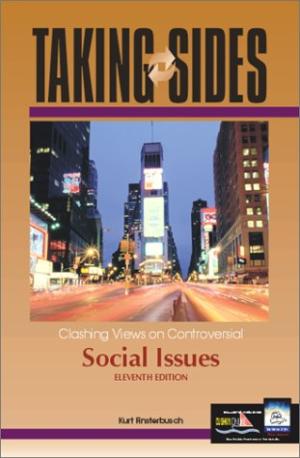 TAKING SIDES
Clashing Views on Controversial
Social Issues
ELEVENTH EDITION
Kurt Finsterbusch